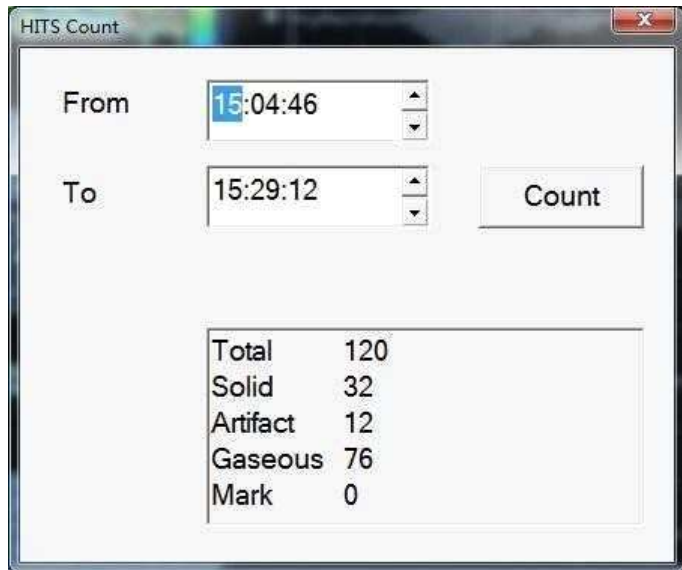 HITS Count
From 15:04:46
To 15:29:12
Count
Total 120
Solid 32
Artifact 12
Gaseous 76
Mark 0